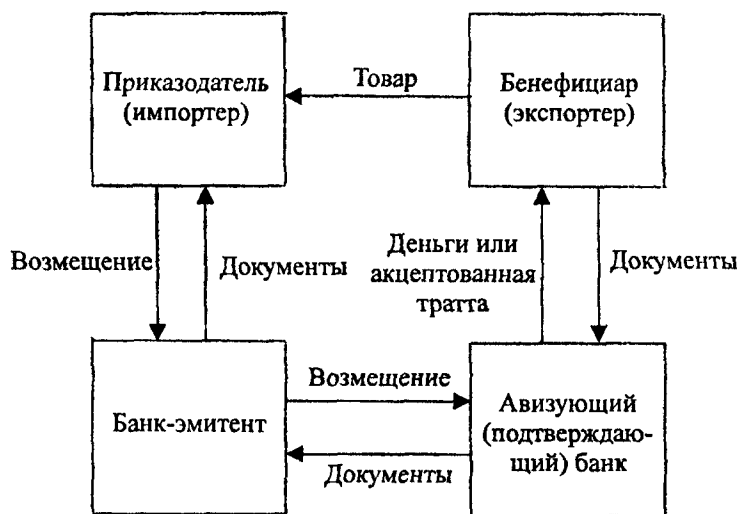 Приказодатель
(импортер)
Товар
Бенефициар
(экспортер)
Возмещение
Документы
Деньги или
акцептованная
тратта
Документы
Банк-эмитент
Возмещение
Документы
Авизующий
(подтверждаю-
щий) банк